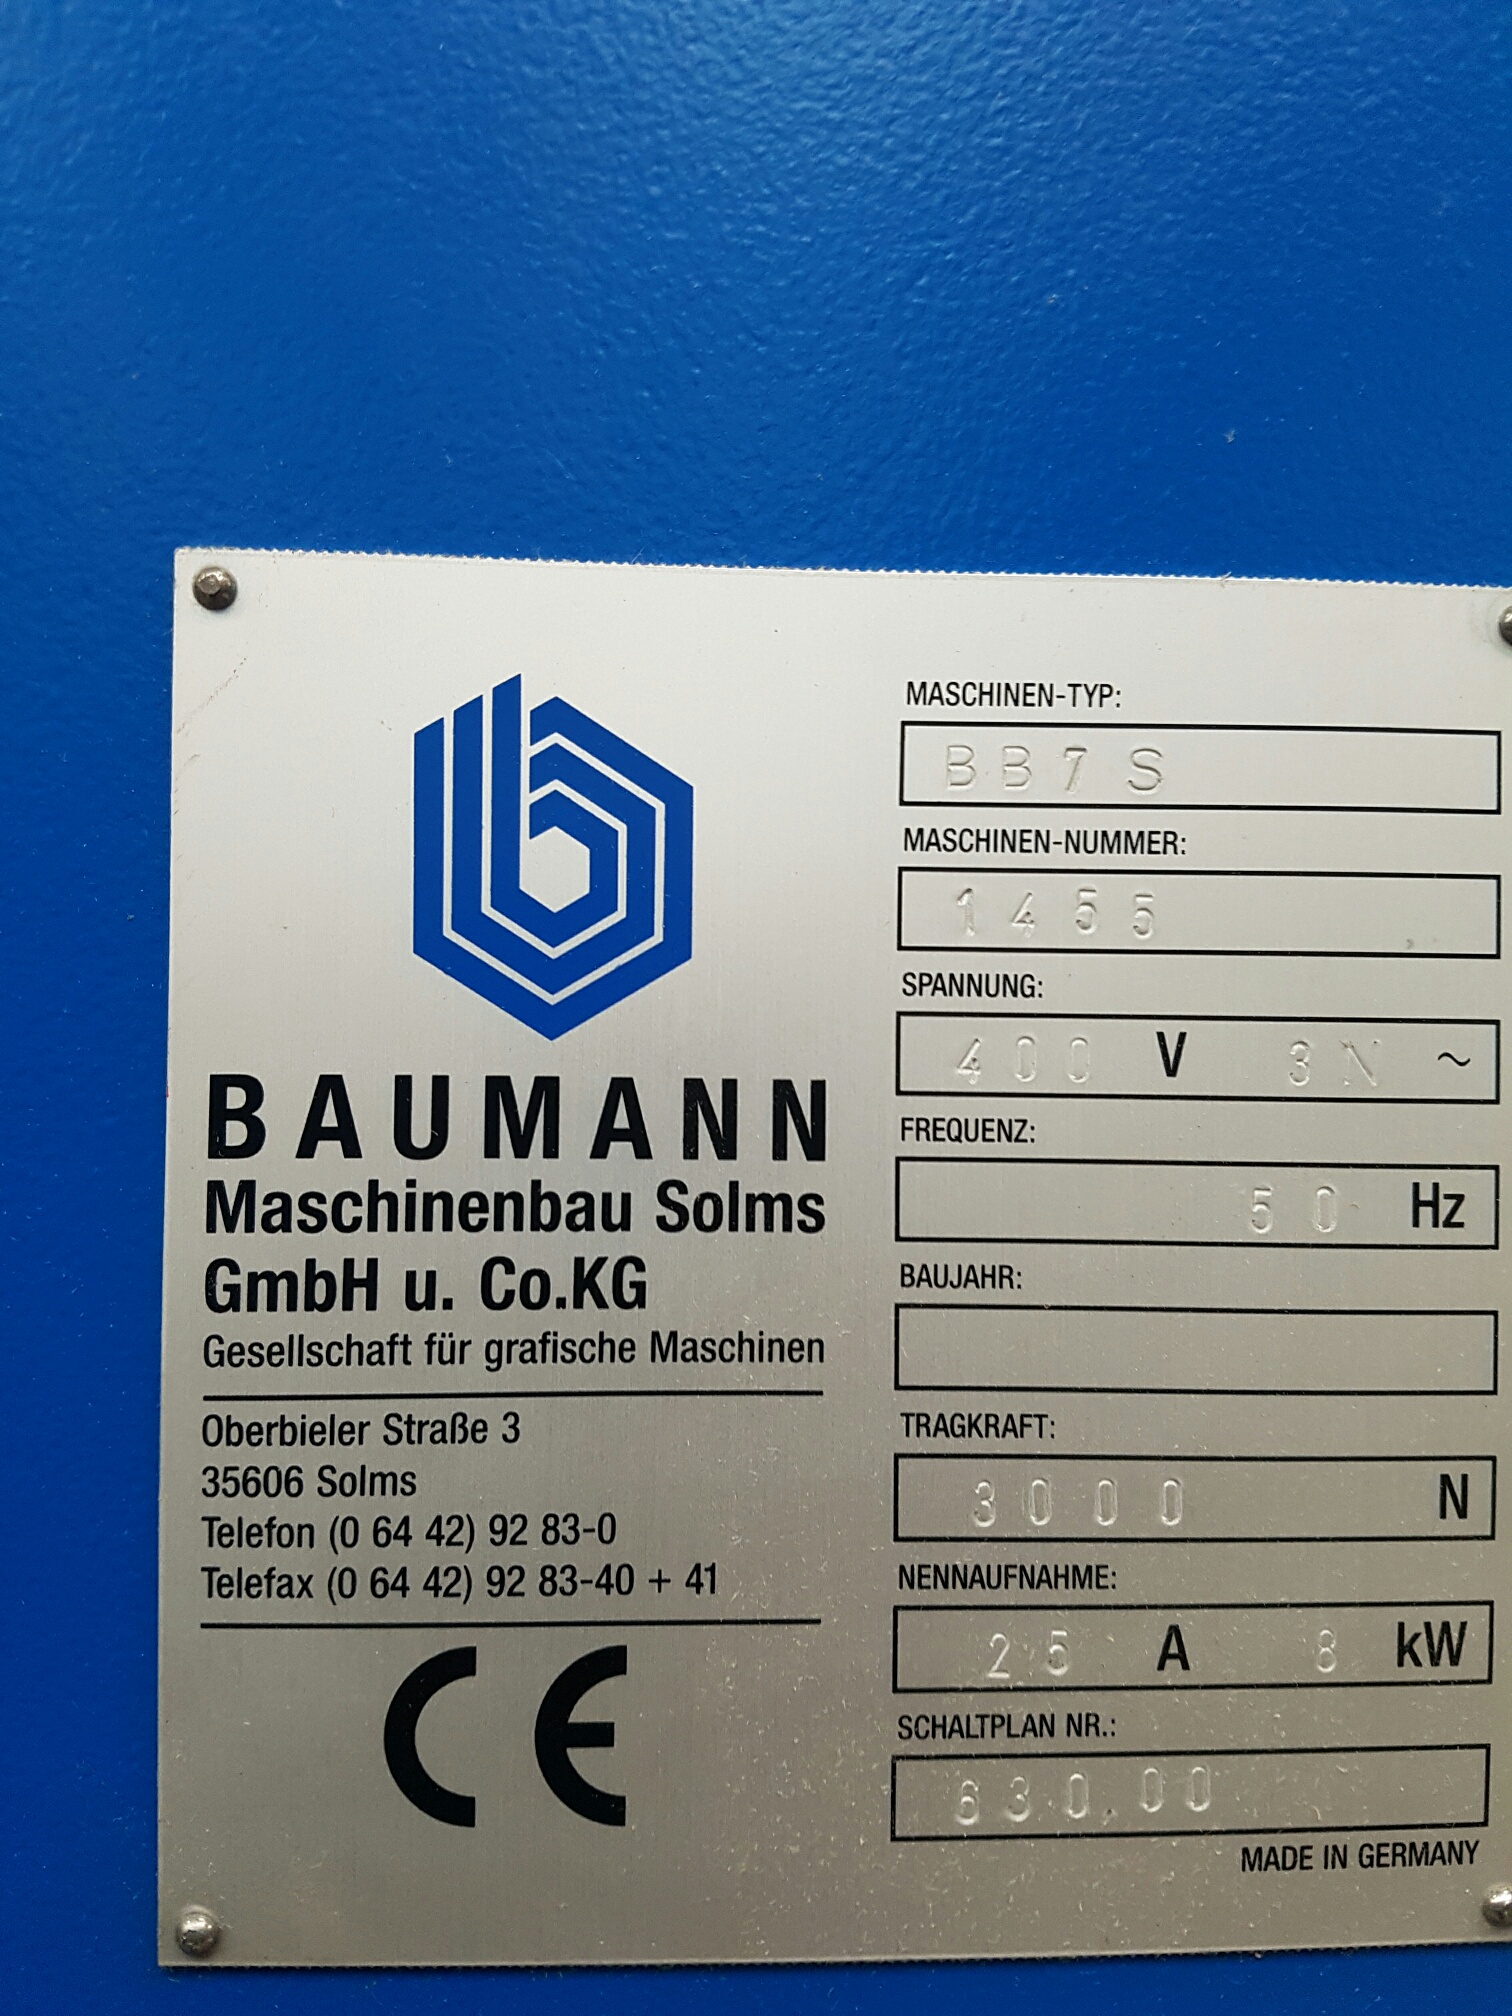 BAUMANN
Maschinenbau Solms
GmbH u. Co.KG
Gesellschaft für grafische Maschinen
Oberbieler Straße 3
35606 Solms
Telefon (0 64 42) 92 83-0
Telefax (0 64 42) 92 83-40 + 41
CE
MASCHINEN-TYP:
BB7S
MASCHINEN-NUMMER:
1455
SPANNUNG:
400 V 3N ~
FREQUENZ:
50 Hz
BAUJAHR:
TRAGKRAFT:
3000 N
NENNAUFNAHME:
25 A 8 kW
SCHALTPLAN NR.:
630.00
MADE IN GERMANY